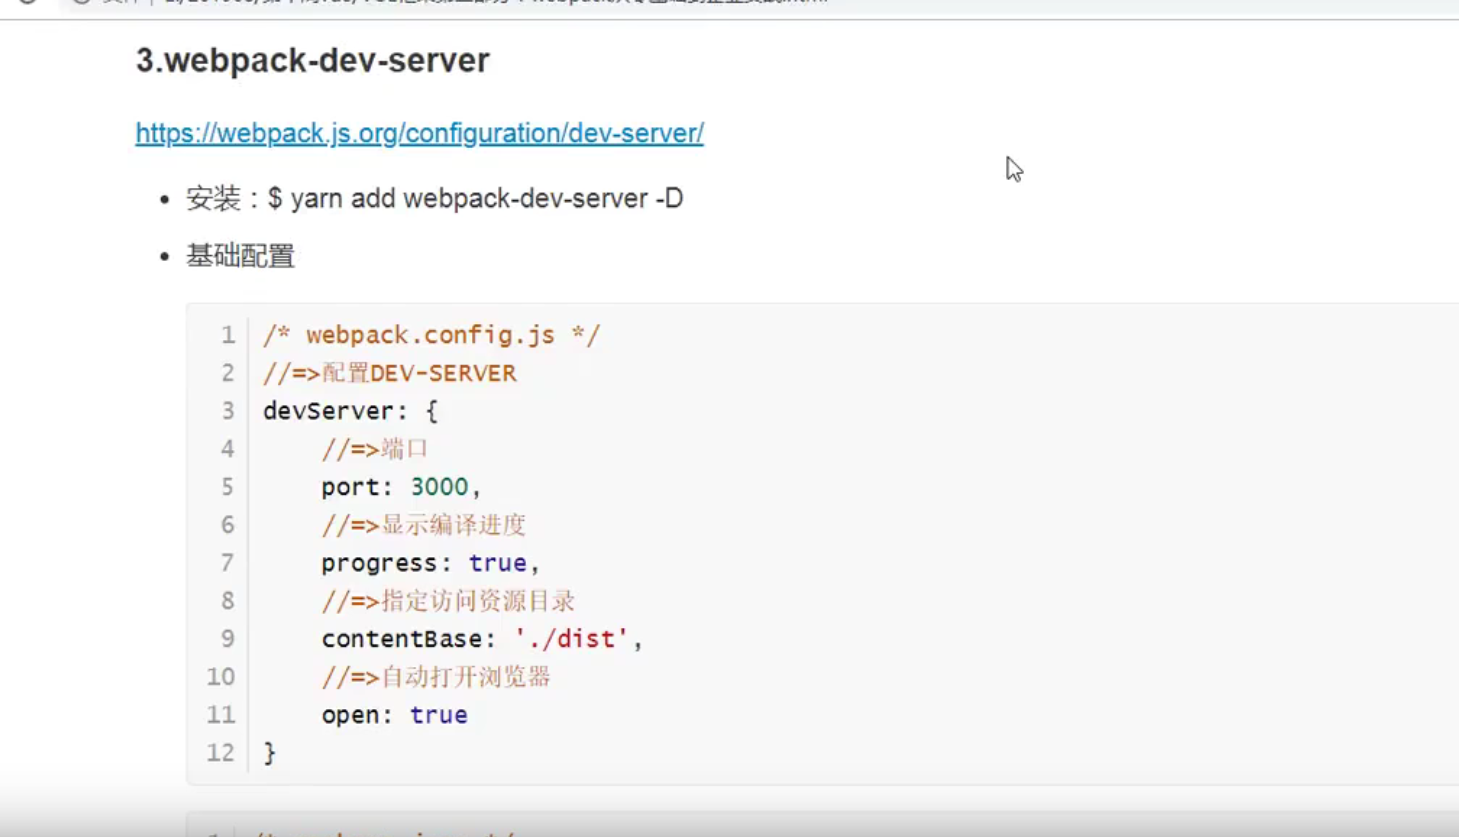 3.webpack-dev-server
https://webpack.js.org/configuration/dev-server/
• 安装：$ yarn add webpack-dev-server -D
• 基础配置
1 /* webpack.config.js */
2 //=>配置DEV-SERVER
3 devServer: {
4 //=>端口
5 port: 3000,
6 //=>显示编译进度
7 progress: true,
8 //=>指定访问资源目录
9 contentBase: './dist',
10 //=>自动打开浏览器
11 open: true
12 }